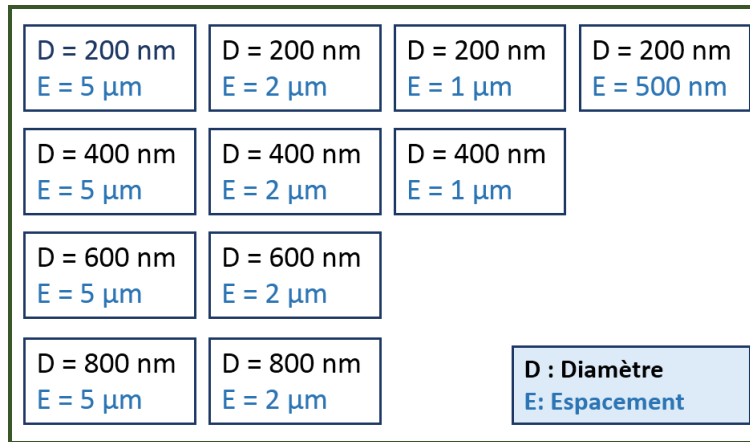 D = 200 nm
E = 5 µm
D = 200 nm
E = 2 µm
D = 200 nm
E = 1 µm
D = 200 nm
E = 500 nm
D = 400 nm
E = 5 µm
D = 400 nm
E = 2 µm
D = 400 nm
E = 1 µm
D = 600 nm
E = 5 µm
D = 600 nm
E = 2 µm
D = 800 nm
E = 5 µm
D = 800 nm
E = 2 µm
D : Diamètre
E: Espacement